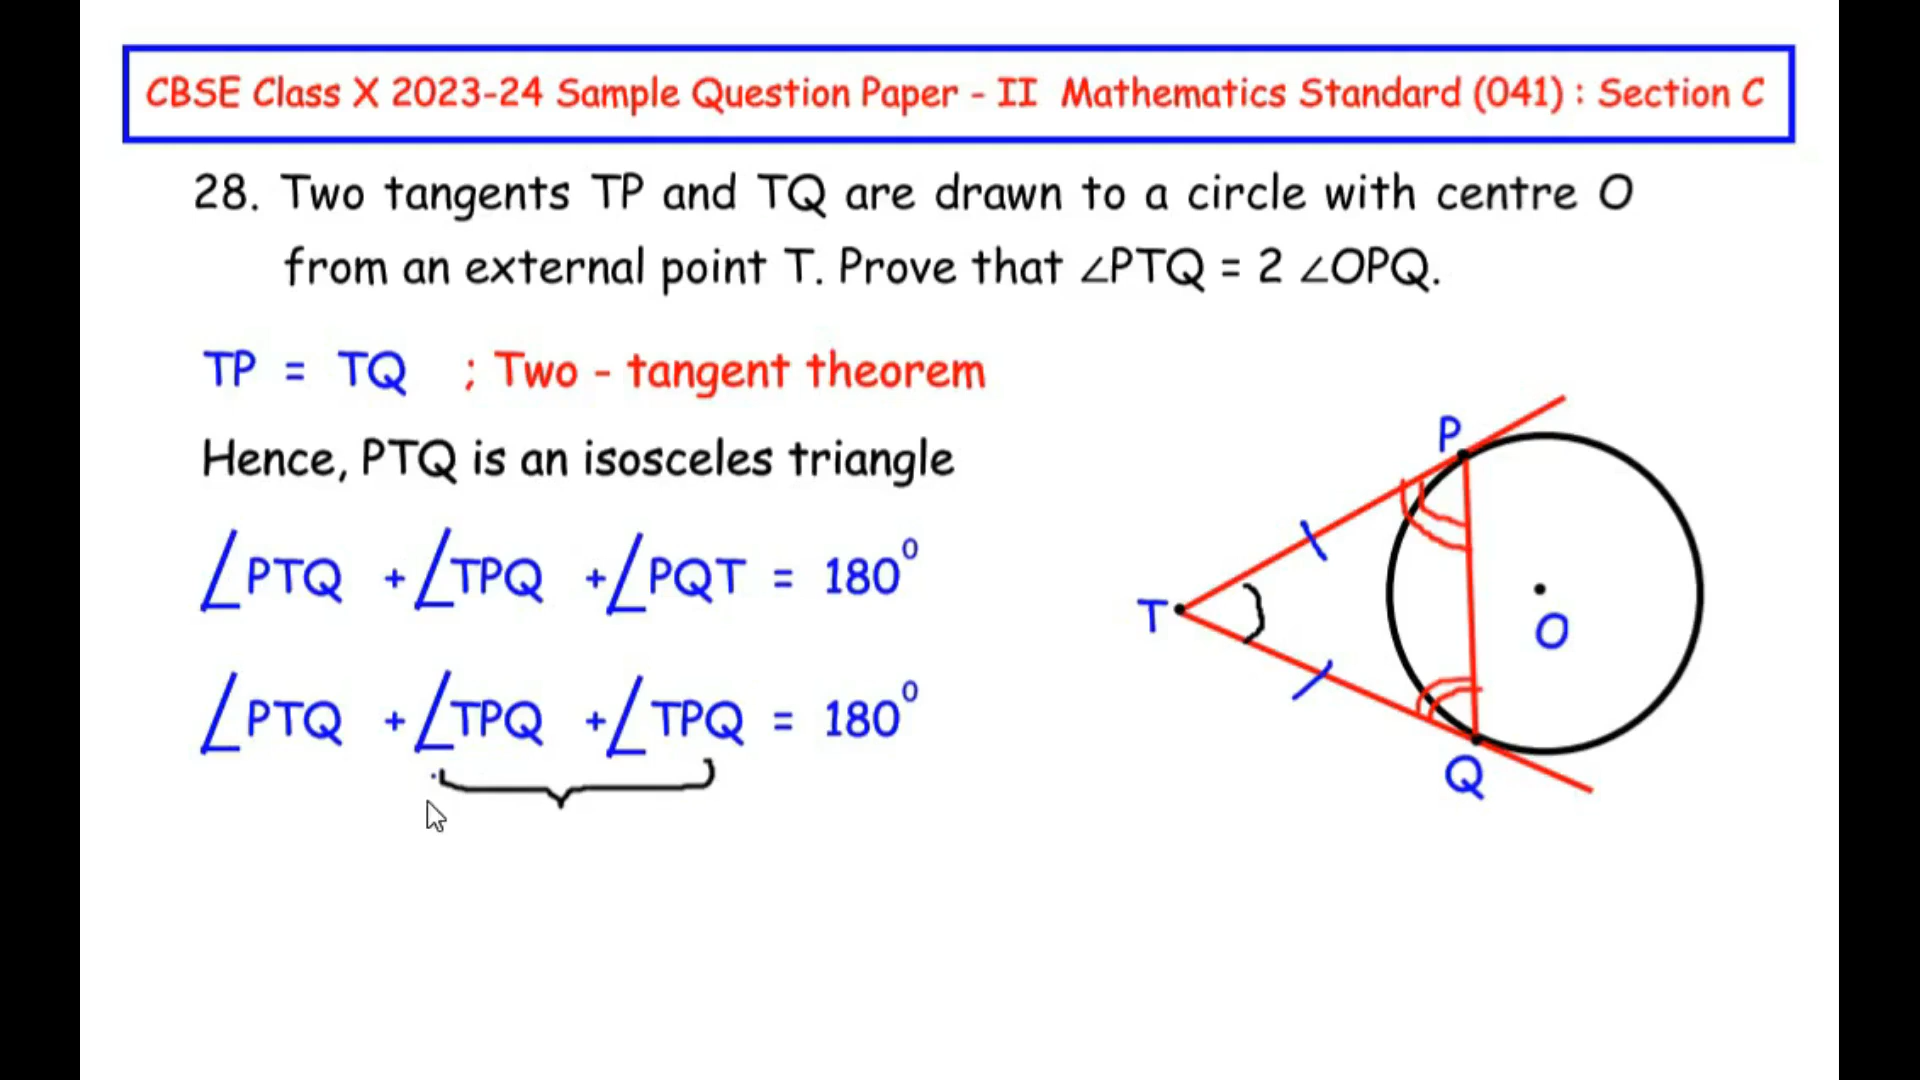 CBSE Class X 2023-24 Sample Question Paper - II Mathematics Standard (041) : Section C
28. Two tangents TP and TQ are drawn to a circle with centre O
from an external point T. Prove that ∠PTQ = 2 ∠OPQ.
TP = TQ ; Two - tangent theorem
Hence, PTQ is an isosceles triangle
∠PTQ + ∠TPQ + ∠PQT = 180°
∠PTQ + ∠TPQ + ∠TPQ = 180°
P
T
O
Q